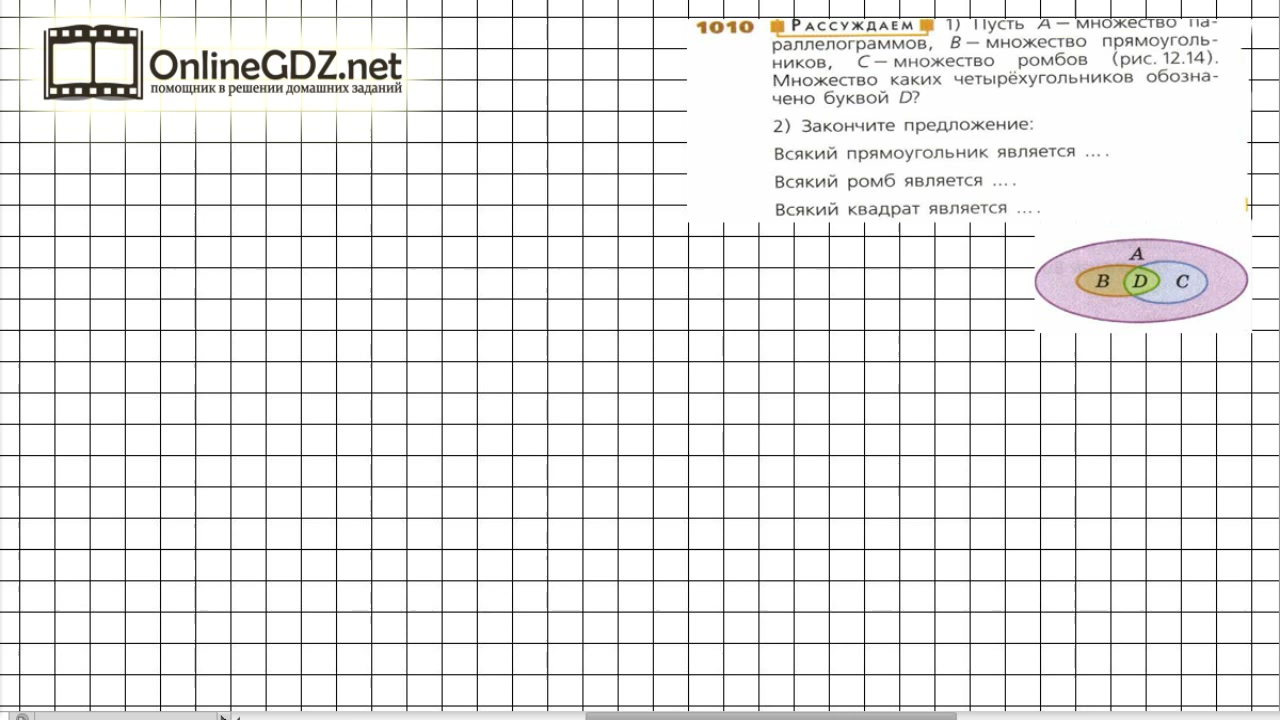 OnlineGDZ.net
помощник в решении домашних заданий
1010 РАССУЖДАЕМ 1) Пусть A — множество па-
раллелограммов, B — множество прямоуголь-
ников, C — множество ромбов (рис. 12.14).
Множество каких четырёхугольников обозна-
чено буквой D?
2) Закончите предложение:
Всякий прямоугольник является ... .
Всякий ромб является ... .
Всякий квадрат является ... .
A
B D C